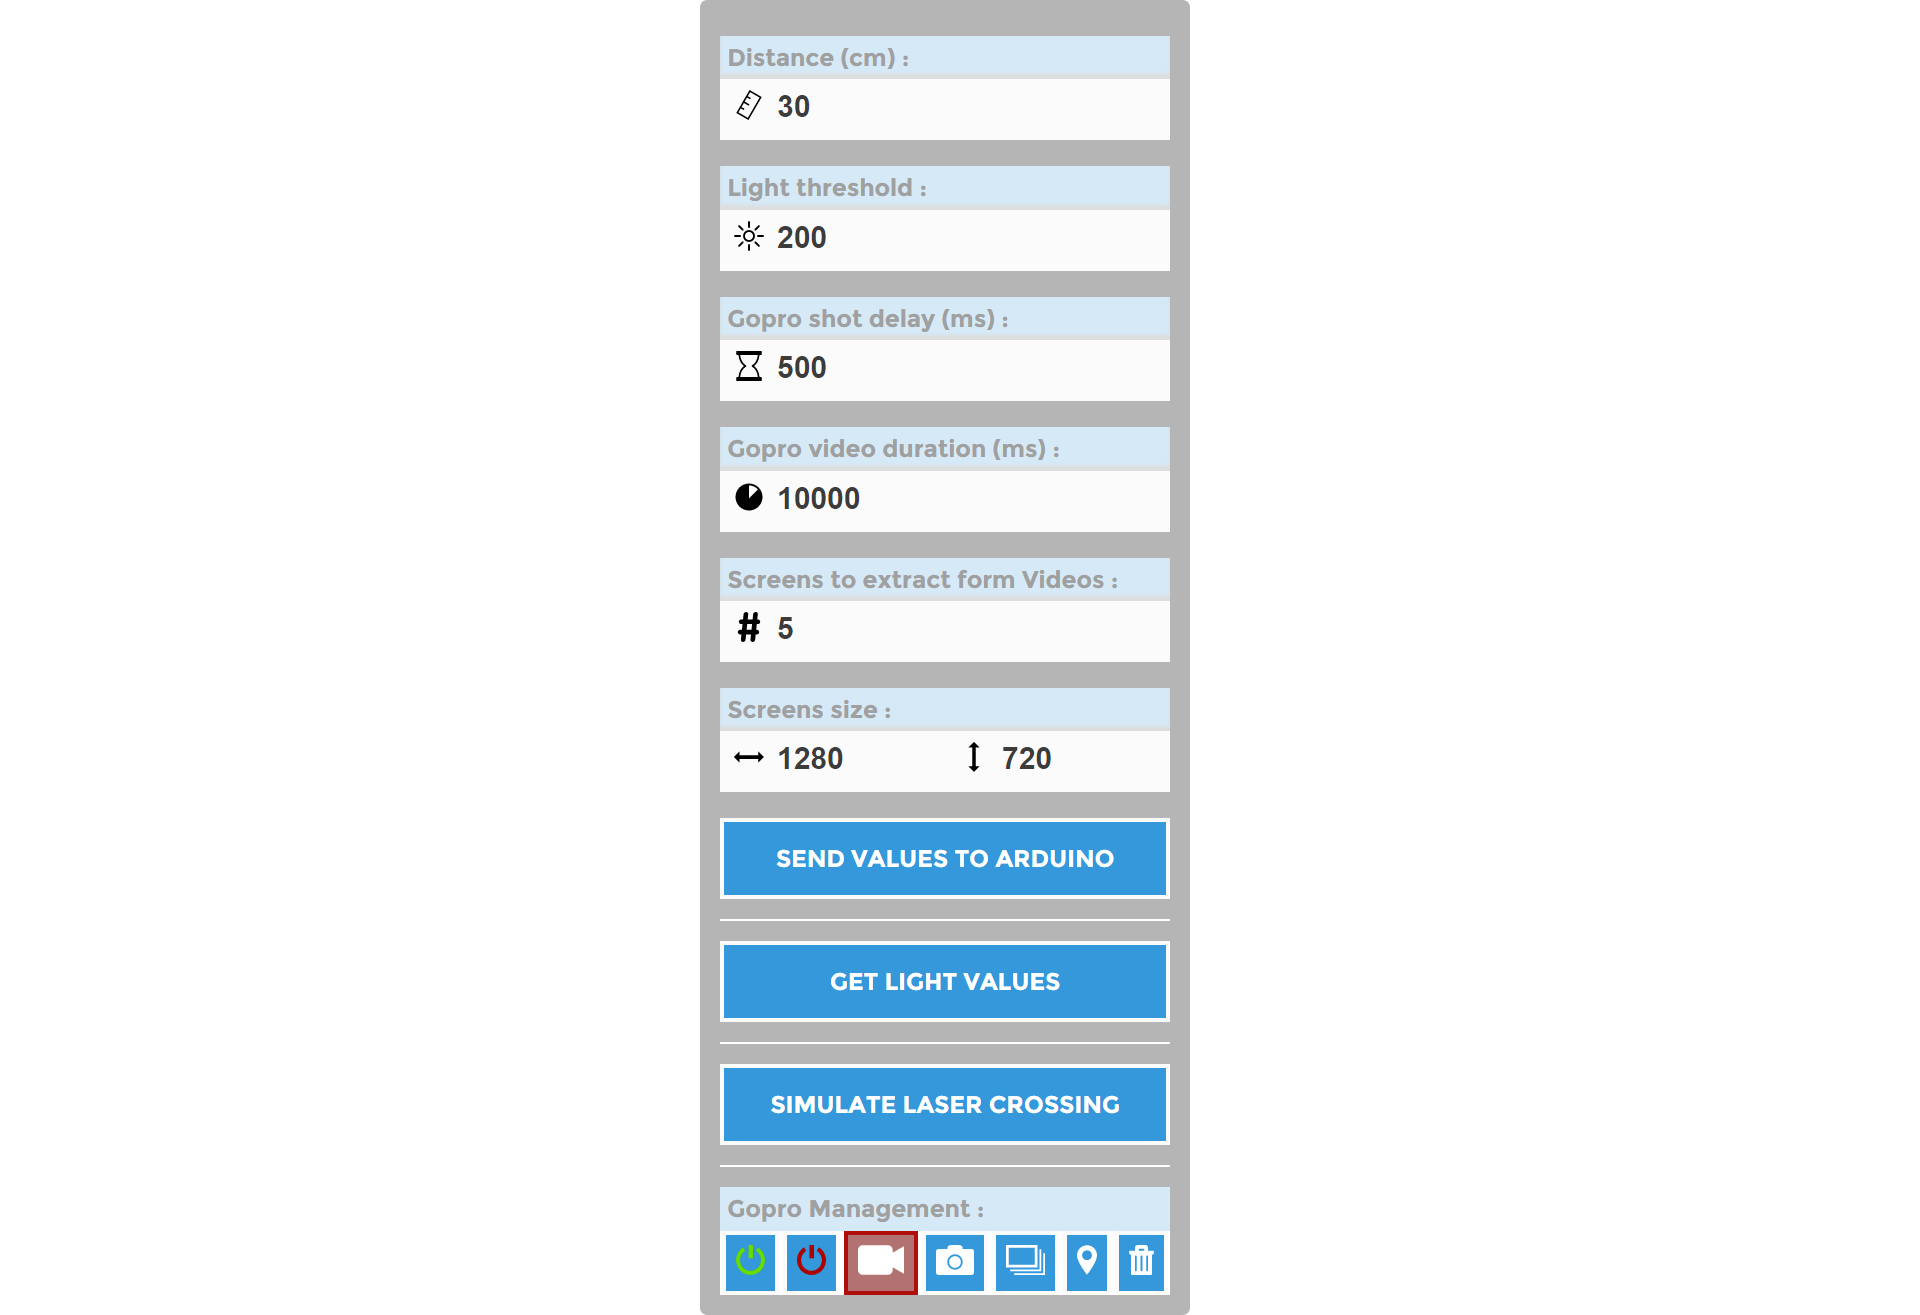 Distance (cm) :
30
Light threshold :
200
Gopro shot delay (ms) :
500
Gopro video duration (ms) :
10000
Screens to extract form Videos :
5
Screens size :
1280 720
SEND VALUES TO ARDUINO
GET LIGHT VALUES
SIMULATE LASER CROSSING
Gopro Management :